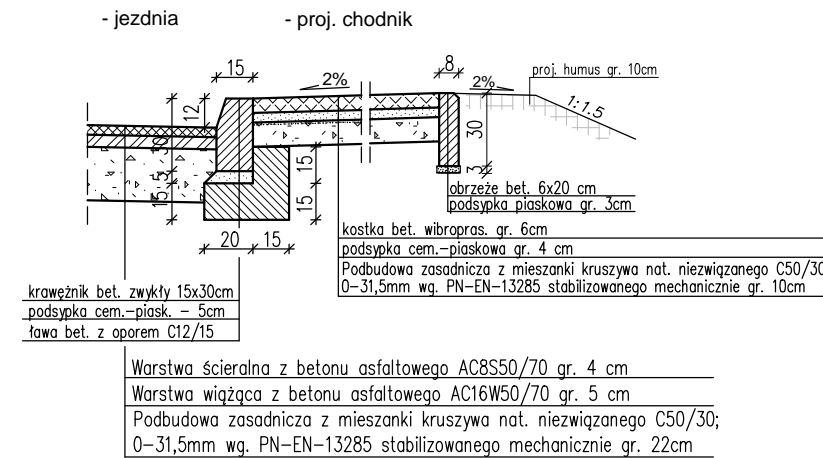 - jezdnia
- proj. chodnik
15
8
2%
2%
proj. humus gr. 10cm
1:1.5
12
30
5
15
15
15
30
3
20
15
obrzeże bet. 6x20 cm
podsypka piaskowa gr. 3cm
kostka bet. wibropras. gr. 6cm
podsypka cem.-piaskowa gr. 4 cm
Podbudowa zasadnicza z mieszanki kruszywa nat. niezwiązanego C50/30
0-31,5mm wg. PN-EN-13285 stabilizowanego mechanicznie gr. 10cm
krawężnik bet. zwykły 15x30cm
podsypka cem.-piask. - 5cm
ława bet. z oporem C12/15
Warstwa ścieralna z betonu asfaltowego AC8S50/70 gr. 4 cm
Warstwa wiążąca z betonu asfaltowego AC16W50/70 gr. 5 cm
Podbudowa zasadnicza z mieszanki kruszywa nat. niezwiązanego C50/30;
0-31,5mm wg. PN-EN-13285 stabilizowanego mechanicznie gr. 22cm